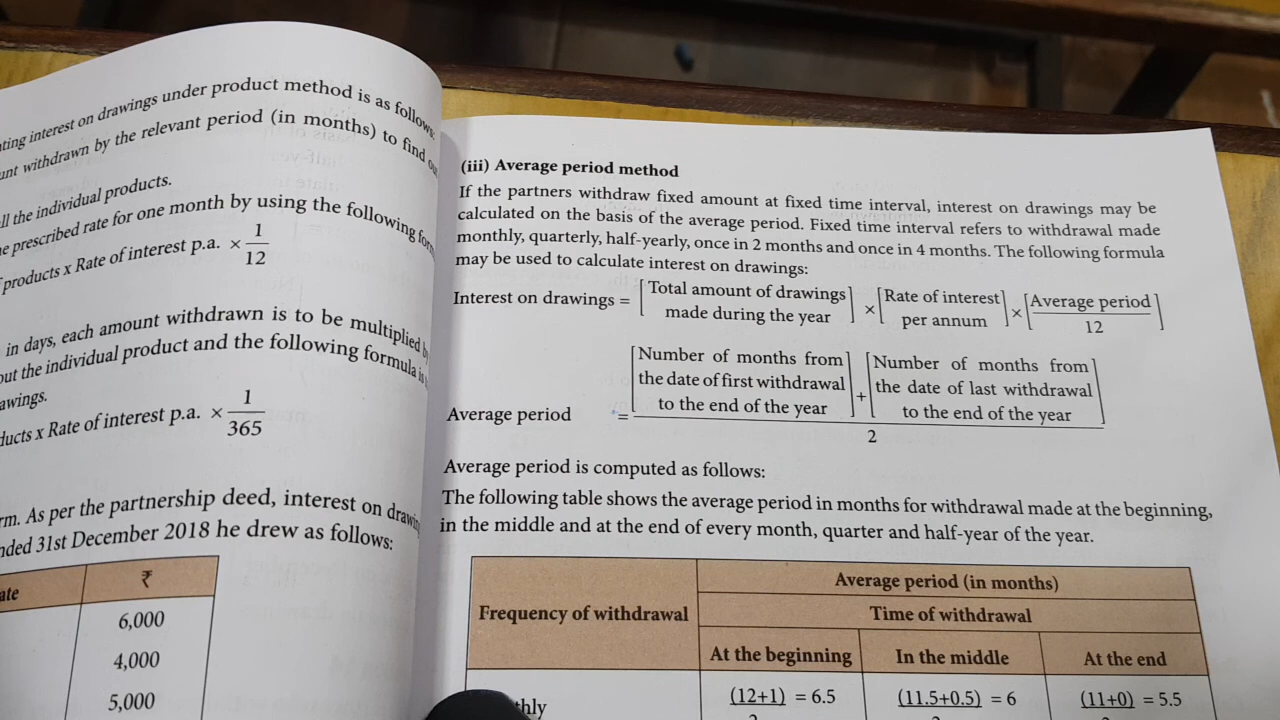 ting interest on drawings under product method is as follows:
unt withdrawn by the relevant period (in months) to find
ll the individual products.
e prescribed rate for one month by using the following
products x Rate of interest p.a. × 1/12
in days, each amount withdrawn is to be multiplied
out the individual product and the following formula is
awings.
ducts x Rate of interest p.a. × 1/365
rm. As per the partnership deed, interest on drawing
nded 31st December 2018 he drew as follows:
ate ₹
6,000
4,000
5,000
(iii) Average period method
If the partners withdraw fixed amount at fixed time interval, interest on drawings may be
calculated on the basis of the average period. Fixed time interval refers to withdrawal made
monthly, quarterly, half-yearly, once in 2 months and once in 4 months. The following formula
may be used to calculate interest on drawings:
Interest on drawings = [Total amount of drawings made during the year] × [Rate of interest per annum] × [Average period / 12]
Average period = ([Number of months from the date of first withdrawal to the end of the year] + [Number of months from the date of last withdrawal to the end of the year]) / 2
Average period is computed as follows:
The following table shows the average period in months for withdrawal made at the beginning,
in the middle and at the end of every month, quarter and half-year of the year.
Average period (in months)
Frequency of withdrawal Time of withdrawal
At the beginning In the middle At the end
thly (12+1) = 6.5 (11.5+0.5) = 6 (11+0) = 5.5